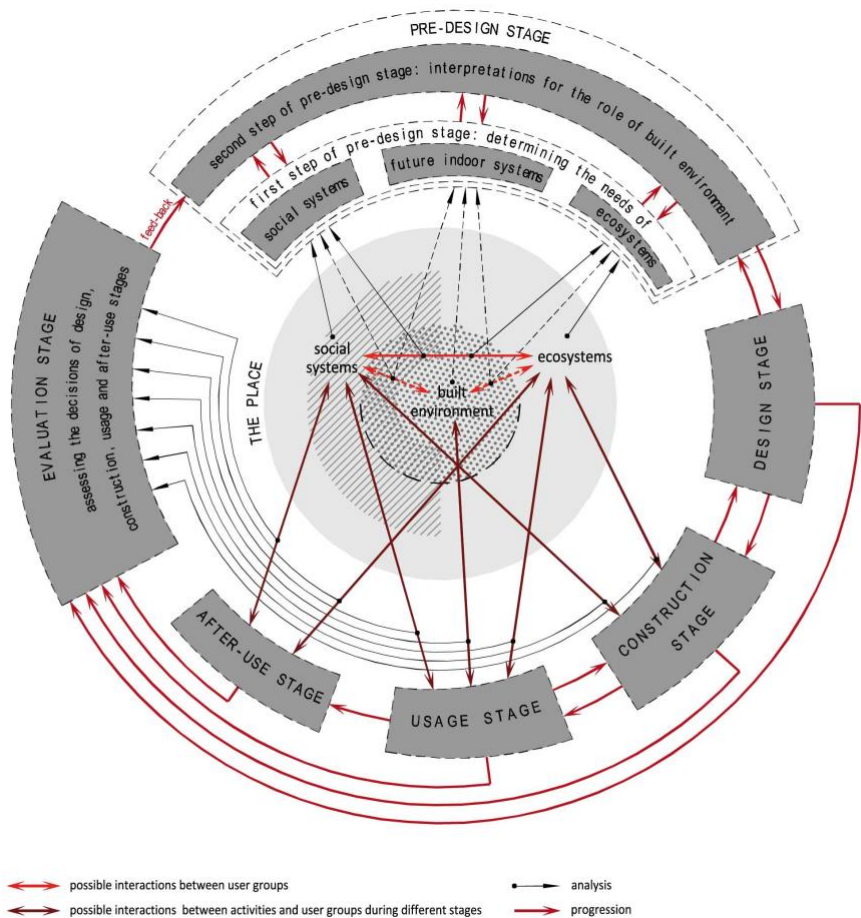 PRE-DESIGN STAGE
second step of pre-design stage: interpretations for the role of built environment
first step of pre-design stage: determining the needs of
social systems
future indoor systems
ecosystems
feed-back
EVALUATION STAGE
assessing the decisions of design,
construction, usage and after-use stages
THE PLACE
social
systems
ecosystems
built
environment
DESIGN STAGE
CONSTRUCTION
STAGE
USAGE STAGE
AFTER-USE STAGE
possible interactions between user groups
analysis
possible interactions between activities and user groups during different stages
progression